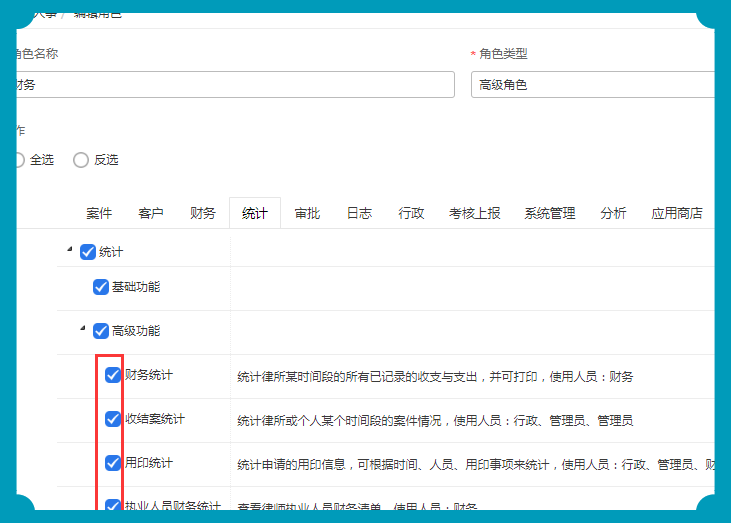 人事 / 编辑角色
角色名称
* 角色类型
财务
高级角色
作
全选
反选
案件 客户 财务 统计 审批 日志 行政 考核上报 系统管理 分析 应用商店
统计
基础功能
高级功能
财务统计 统计律所某时间段的所有已记录的收支与支出，并可打印，使用人员：财务
收结案统计 统计律所或个人某个时间段的案件情况，使用人员：行政、管理员、管理员
用印统计 统计申请的用印信息，可根据时间、人员、用印事项来统计，使用人员：行政、管理员、财
执业人员财务统计 查看律师执业人员财务清单，使用人员：财务